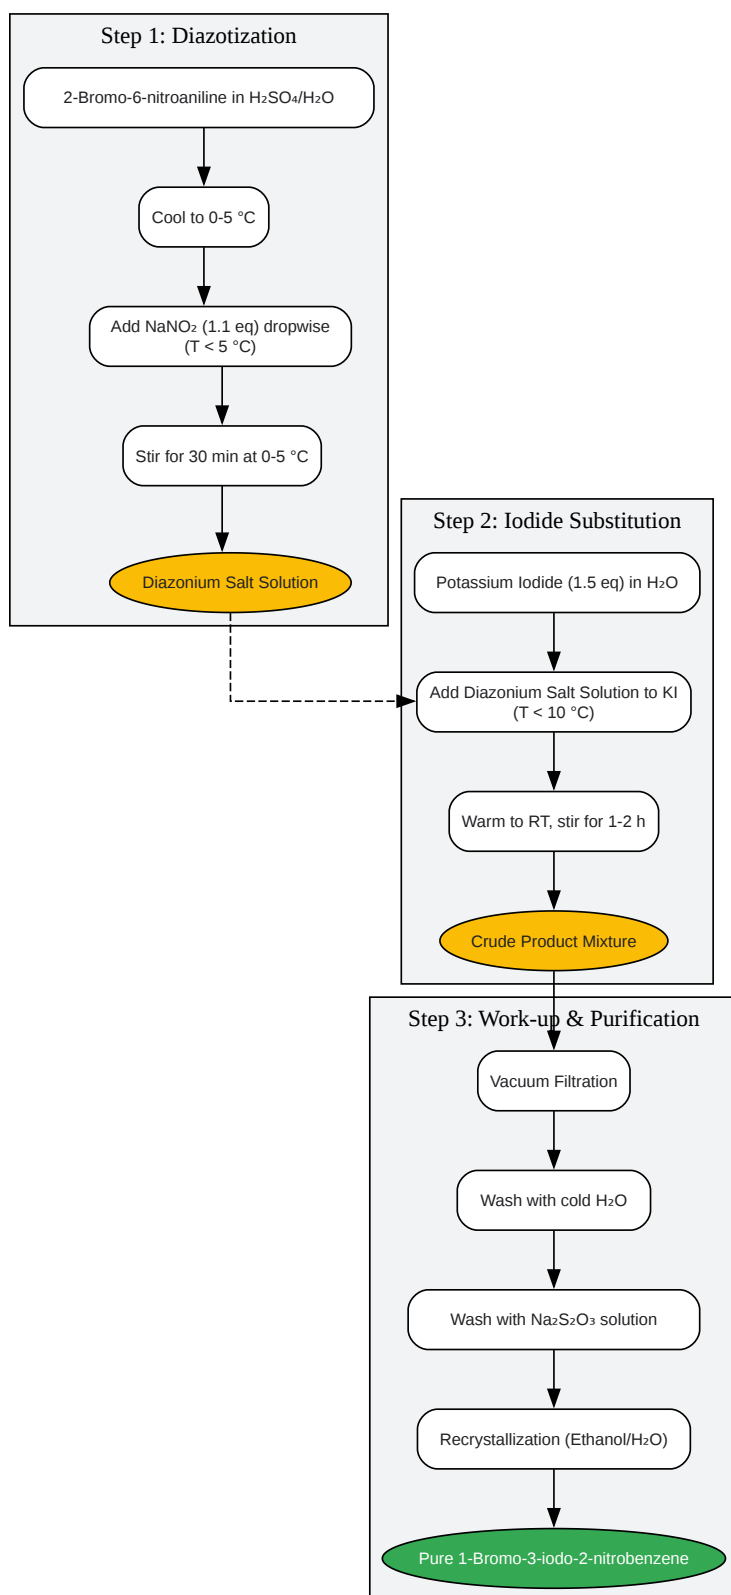 Step 1: Diazotization
2-Bromo-6-nitroaniline in H₂SO₄/H₂O
Cool to 0-5 °C
Add NaNO₂ (1.1 eq) dropwise
(T < 5 °C)
Stir for 30 min at 0-5 °C
Diazonium Salt Solution
Step 2: Iodide Substitution
Potassium Iodide (1.5 eq) in H₂O
Add Diazonium Salt Solution to KI
(T < 10 °C)
Warm to RT, stir for 1-2 h
Crude Product Mixture
Step 3: Work-up & Purification
Vacuum Filtration
Wash with cold H₂O
Wash with Na₂S₂O₃ solution
Recrystallization (Ethanol/H₂O)
Pure 1-Bromo-3-iodo-2-nitrobenzene